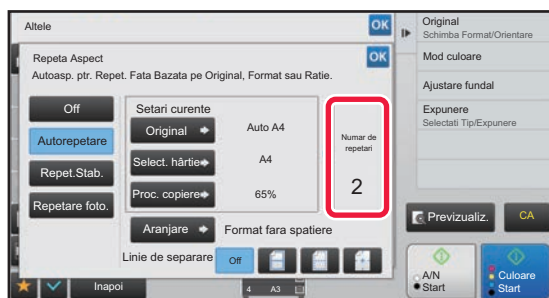 Altele
OK
Repeta Aspect
OK
Autoasp. ptr. Repet. Fata Bazata pe Original, Format sau Ratie.
Off
Autorepetare
Repet.Stab.
Repetare foto.
Setari curente
Original
Auto A4
Select. hârtie
A4
Proc. copiere
65%
Numar de
repetari
2
Aranjare
Format fara spatiere
Linie de separare
Off
Inapoi
4 A3
Original
Schimba Format/Orientare
Mod culoare
Ajustare fundal
Expunere
Selectati Tip/Expunere
Previzualiz.
CA
A/N
Start
Culoare
Start